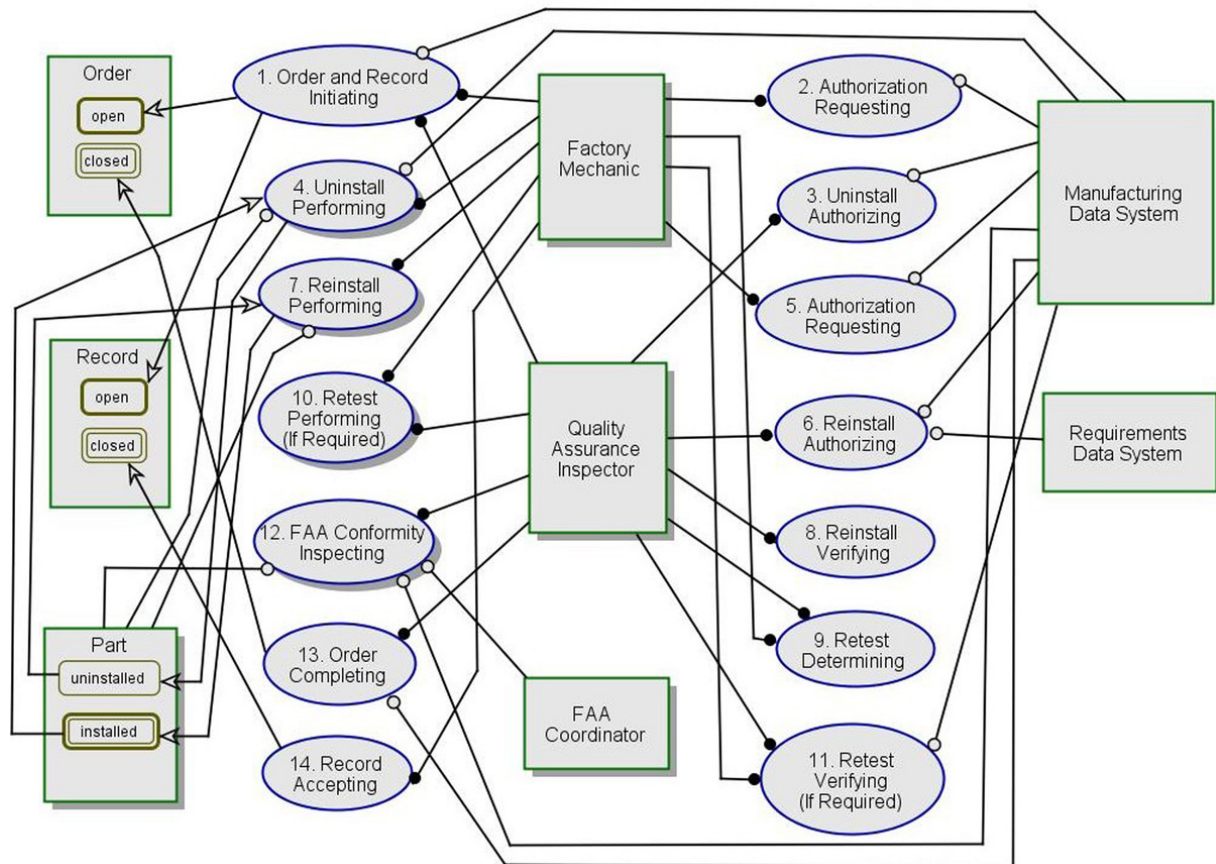 Order
open
closed
1. Order and Record
Initiating
Factory
Mechanic
2. Authorization
Requesting
Manufacturing
Data System
4. Uninstall
Performing
3. Uninstall
Authorizing
7. Reinstall
Performing
5. Authorization
Requesting
Record
open
closed
10. Retest
Performing
(If Required)
Quality
Assurance
Inspector
6. Reinstall
Authorizing
Requirements
Data System
12. FAA Conformity
Inspecting
8. Reinstall
Verifying
Part
uninstalled
installed
13. Order
Completing
9. Retest
Determining
FAA
Coordinator
14. Record
Accepting
11. Retest
Verifying
(If Required)